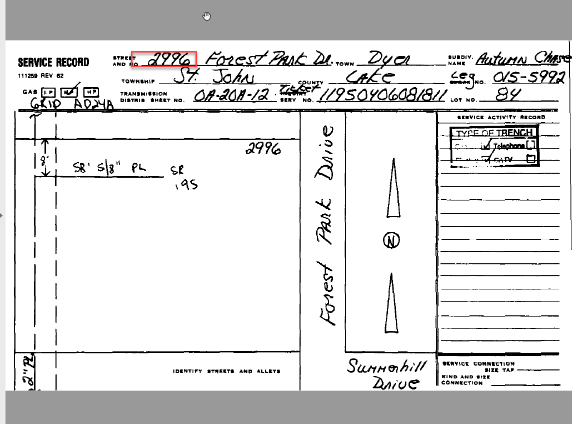 SERVICE RECORD
111259 REV 62
STREET AND NO. 2996 Forest Park Dr. TOWN Dyer SUBDIV. NAME Autumn Chase
TOWNSHIP St. John COUNTY LAKE Leg NO. 015-5992
GAS LP MP HP
TRANSMISSION DISTRIB SHEET NO. OA-20A-12 Ticket SERV NO. 11950406081811 LOT NO. 84
GRID AD24A
SERVICE ACTIVITY RECORD
TYPE OF TRENCH
Telephone
CATV
2996
8'
58' 5/8" PL SR
.195
Forest Park Drive
N
2" PL
IDENTIFY STREETS AND ALLEYS
Summerhill
Drive
SERVICE CONNECTION
SIZE TAP
KIND AND SIZE
CONNECTION